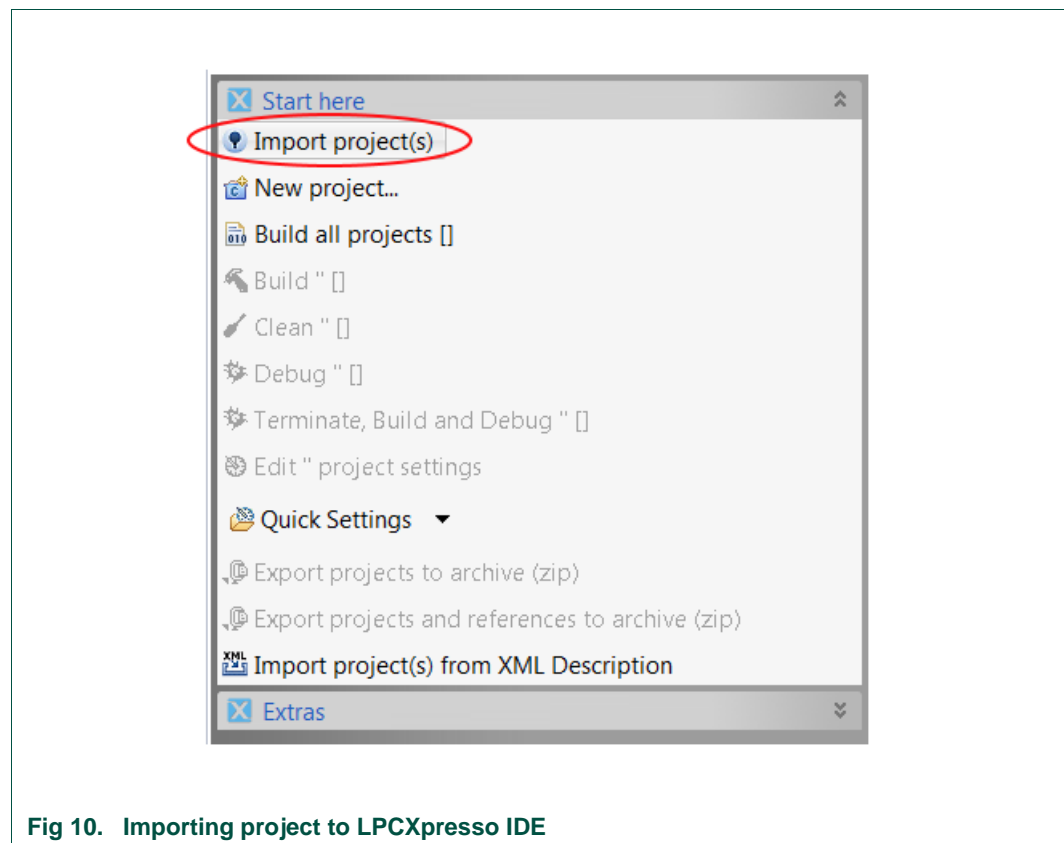 Start here
Import project(s)
New project...
Build all projects []
Build '' []
Clean '' []
Debug '' []
Terminate, Build and Debug '' []
Edit '' project settings
Quick Settings
Export projects to archive (zip)
Export projects and references to archive (zip)
XML Import project(s) from XML Description
Extras
Fig 10. Importing project to LPCXpresso IDE